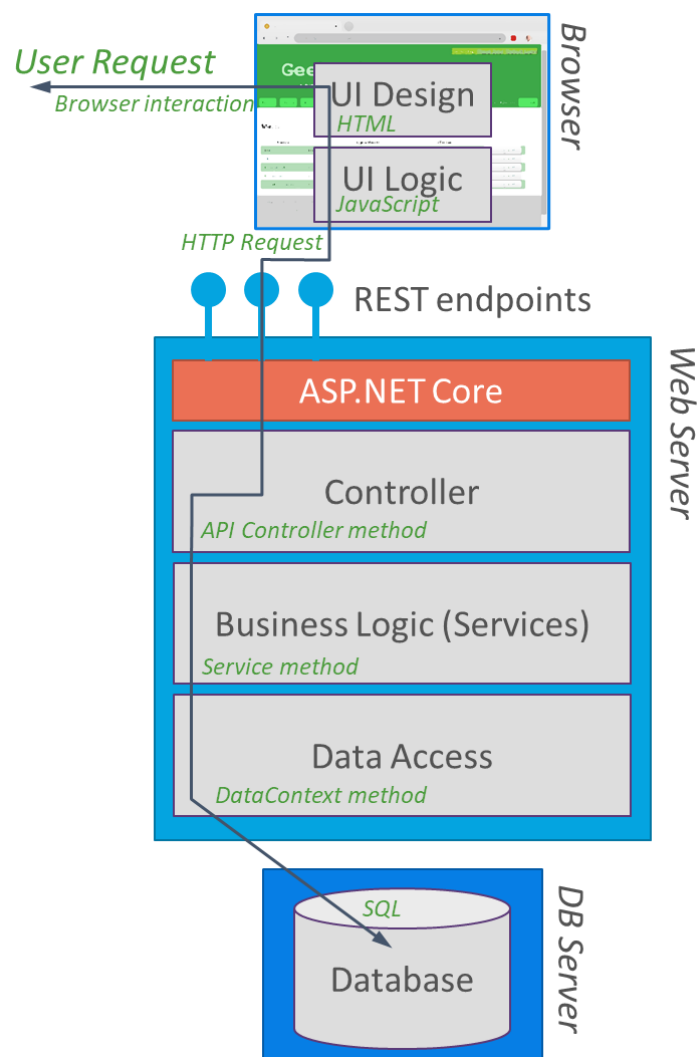 User Request
Browser interaction
Gee
UI Design
HTML
UI Logic
JavaScript
Browser
HTTP Request
REST endpoints
Web Server
ASP.NET Core
Controller
API Controller method
Business Logic (Services)
Service method
Data Access
DataContext method
DB Server
SQL
Database